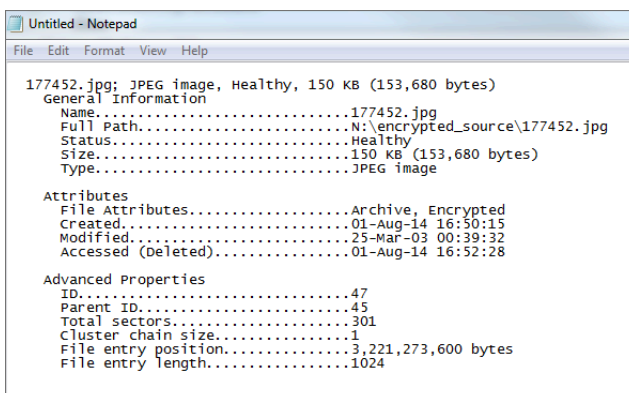 Untitled - Notepad
File Edit Format View Help
177452.jpg; JPEG image, Healthy, 150 KB (153,680 bytes)
General Information
Name.............................177452.jpg
Full Path........................N:\encrypted_source\177452.jpg
Status...........................Healthy
Size.............................150 KB (153,680 bytes)
Type.............................JPEG image
Attributes
File Attributes..................Archive, Encrypted
Created..........................01-Aug-14 16:50:15
Modified.........................25-Mar-03 00:39:32
Accessed (Deleted)...............01-Aug-14 16:52:28
Advanced Properties
ID...............................47
Parent ID........................45
Total sectors....................301
Cluster chain size...............1
File entry position..............3,221,273,600 bytes
File entry length................1024